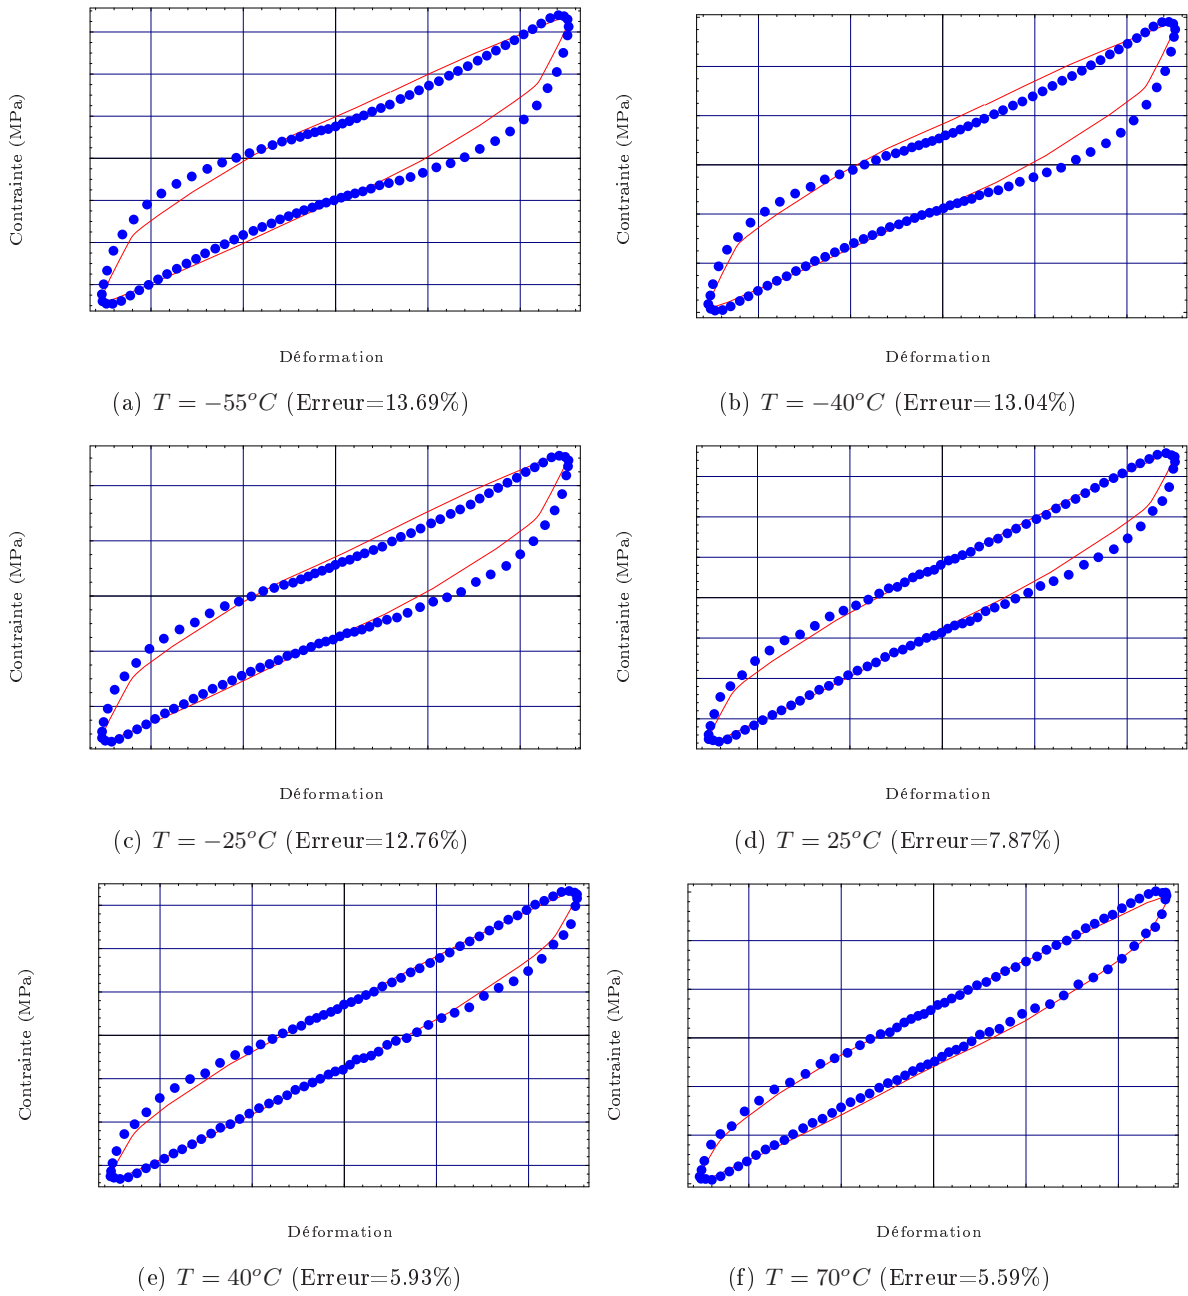 Contrainte (MPa)
Déformation
(a) T = −55°C (Erreur=13.69%)
Contrainte (MPa)
Déformation
(b) T = −40°C (Erreur=13.04%)
Contrainte (MPa)
Déformation
(c) T = −25°C (Erreur=12.76%)
Contrainte (MPa)
Déformation
(d) T = 25°C (Erreur=7.87%)
Contrainte (MPa)
Déformation
(e) T = 40°C (Erreur=5.93%)
Contrainte (MPa)
Déformation
(f) T = 70°C (Erreur=5.59%)